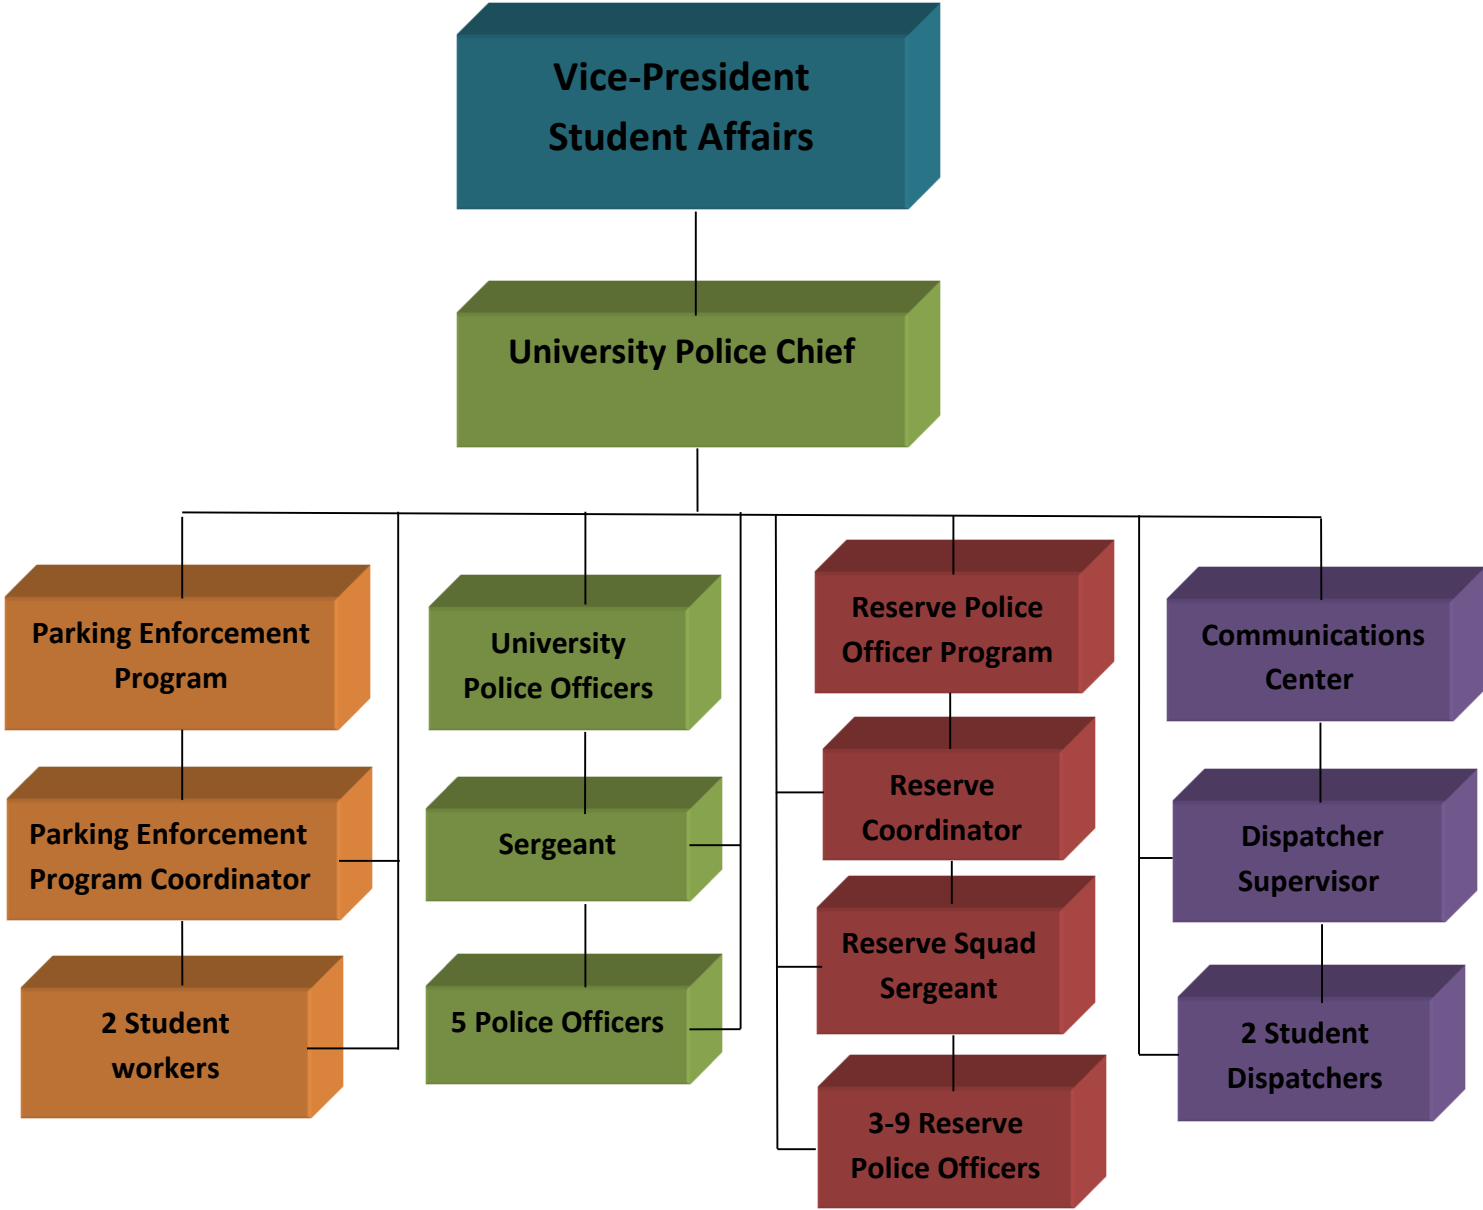 Vice-President
Student Affairs
University Police Chief
Parking Enforcement
Program
Parking Enforcement
Program Coordinator
2 Student
workers
University
Police Officers
Sergeant
5 Police Officers
Reserve Police
Officer Program
Reserve
Coordinator
Reserve Squad
Sergeant
3-9 Reserve
Police Officers
Communications
Center
Dispatcher
Supervisor
2 Student
Dispatchers